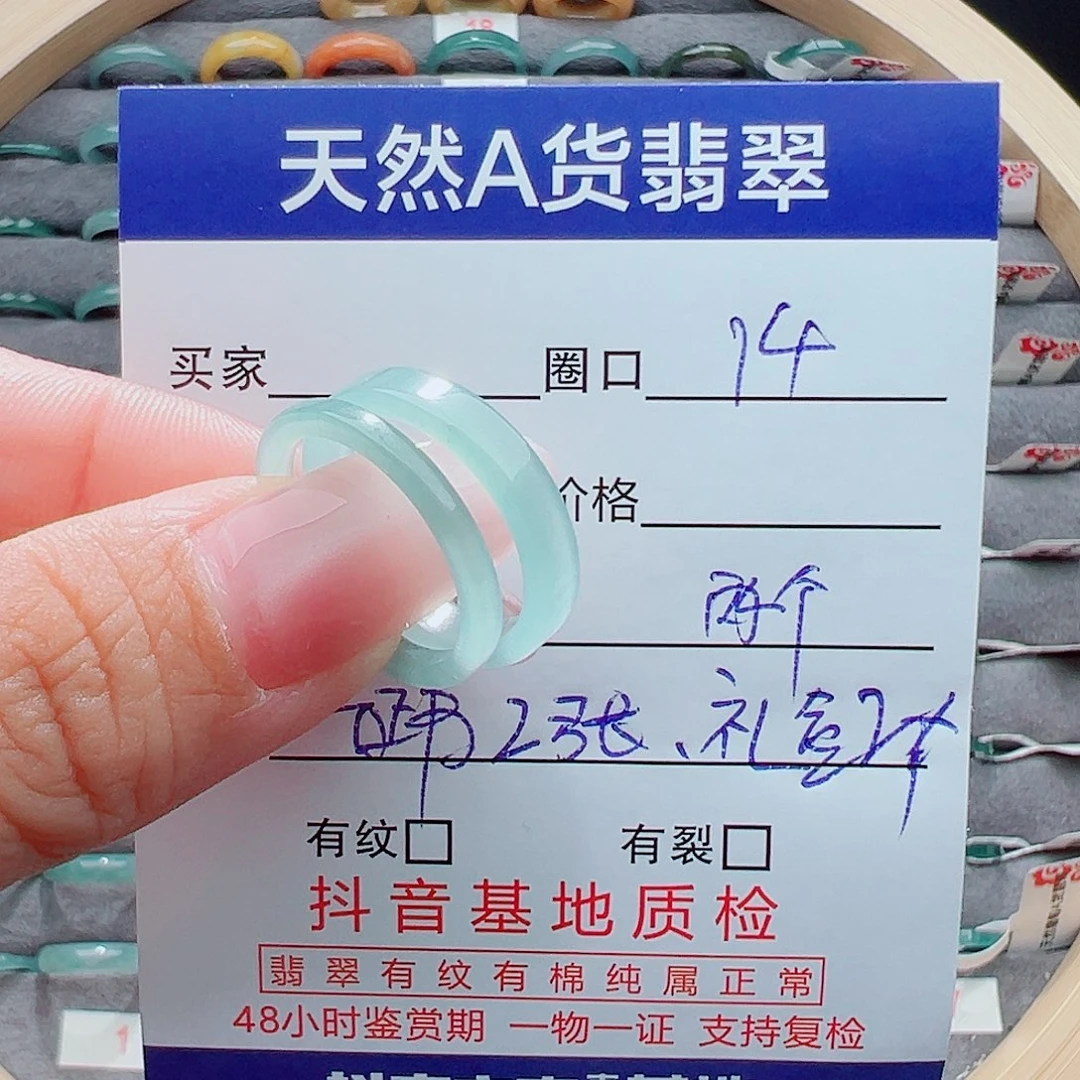 天然A货翡翠
买家 圈口 14
价格
两个
2张、礼盒2个
有纹□ 有裂□
抖音基地质检
翡翠有纹有棉纯属正常
48小时鉴赏期 一物一证 支持复检